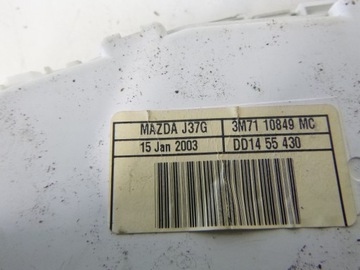 MAZDA J37G 3M71 10849 MC
15 Jan 2003 DD14 55 430